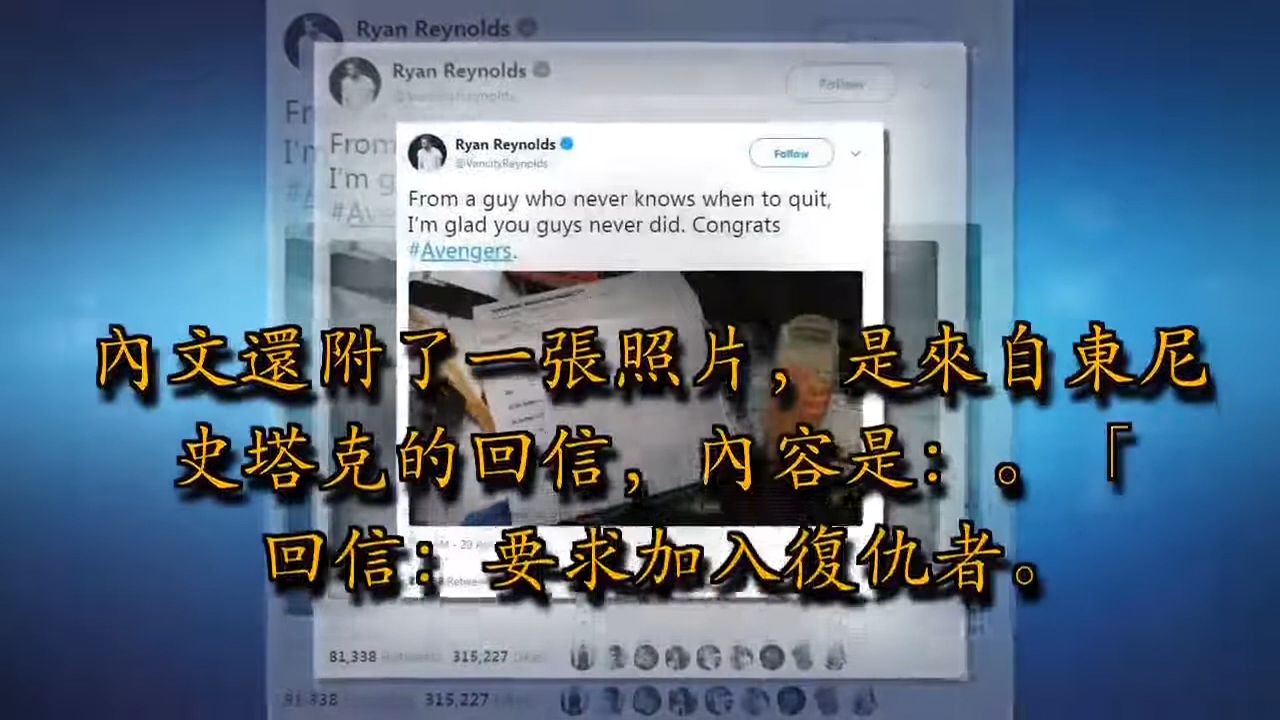 Ryan Reynolds
Ryan Reynolds
Follow
Ryan Reynolds
@VancityReynolds
Follow
From a guy who never knows when to quit,
I'm glad you guys never did. Congrats
#Avengers.
內文還附了一張照片，是來自東尼
史塔克的回信，內容是：。「
回信：要求加入復仇者。
81,338 Retweets 315,227 Likes
81,338 315,227